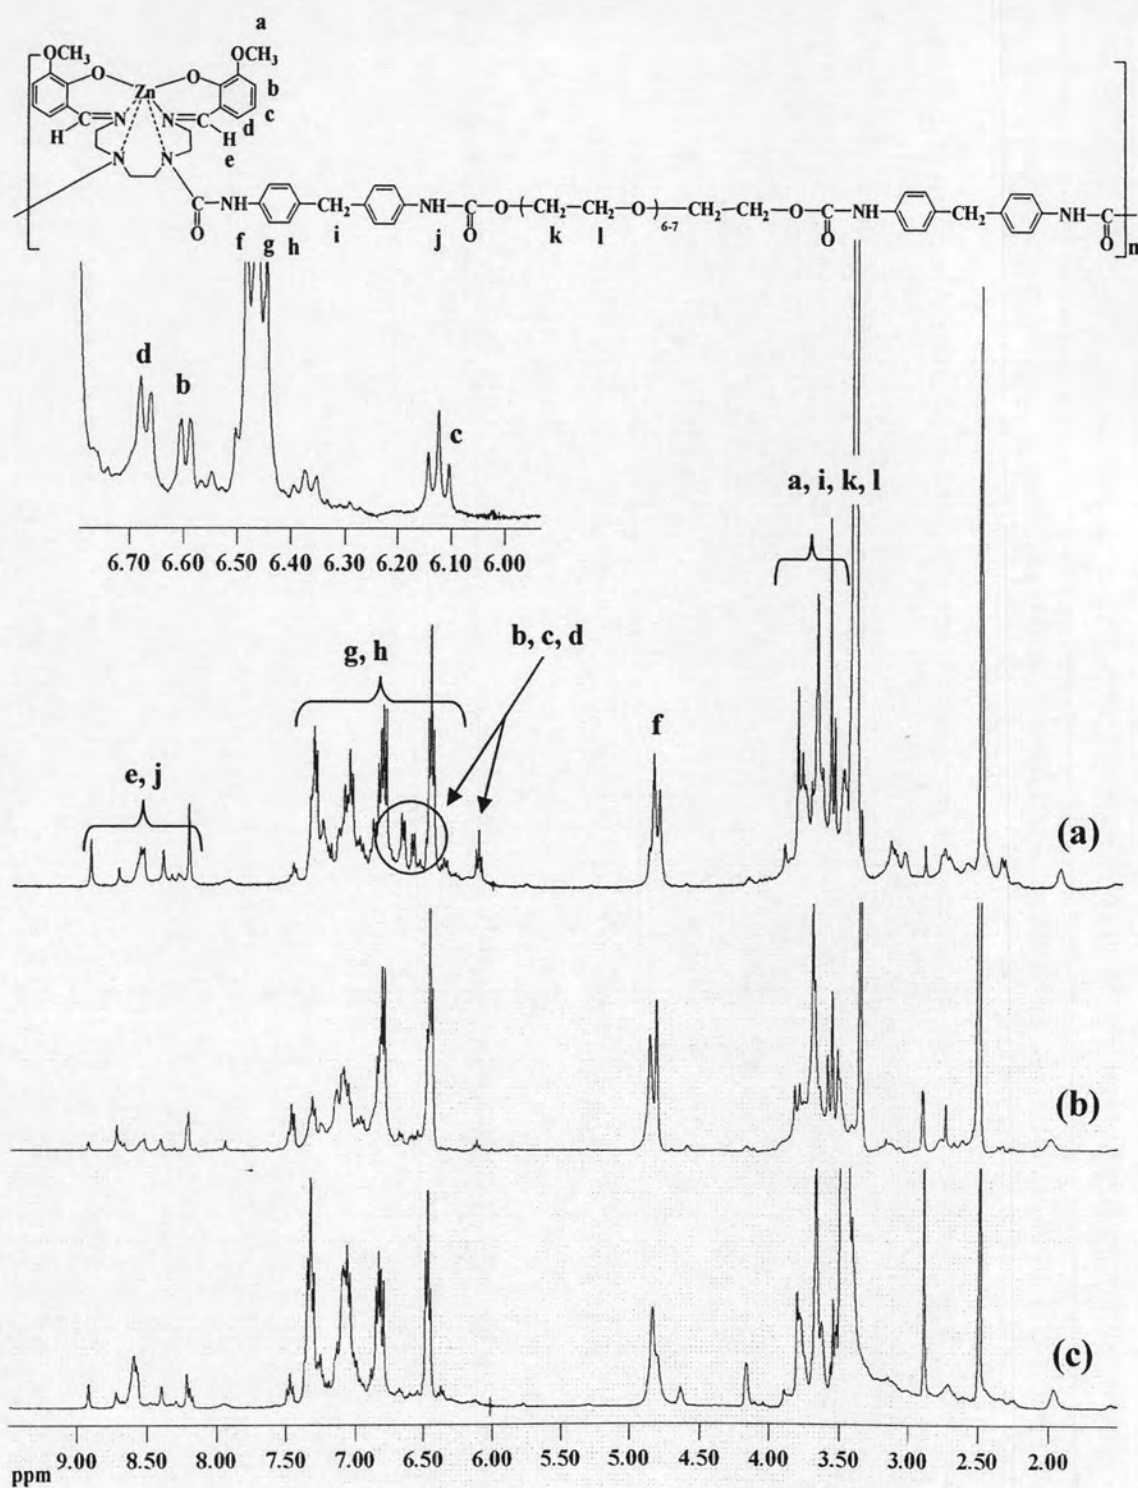 a
OCH3 OCH3
O Zn O b
C=N N=C c
H H d
N N e
C—NH—CH2—NH—C—O—(CH2—CH2—O)6-7—CH2—CH2—O—C—NH—CH2—NH—C n
O O O O
f g h i j k l
d
b
c
6.70 6.60 6.50 6.40 6.30 6.20 6.10 6.00
a, i, k, l
b, c, d
g, h
f
e, j
(a)
(b)
(c)
9.00 8.50 8.00 7.50 7.00 6.50 6.00 5.50 5.00 4.50 4.00 3.50 3.00 2.50 2.00
ppm